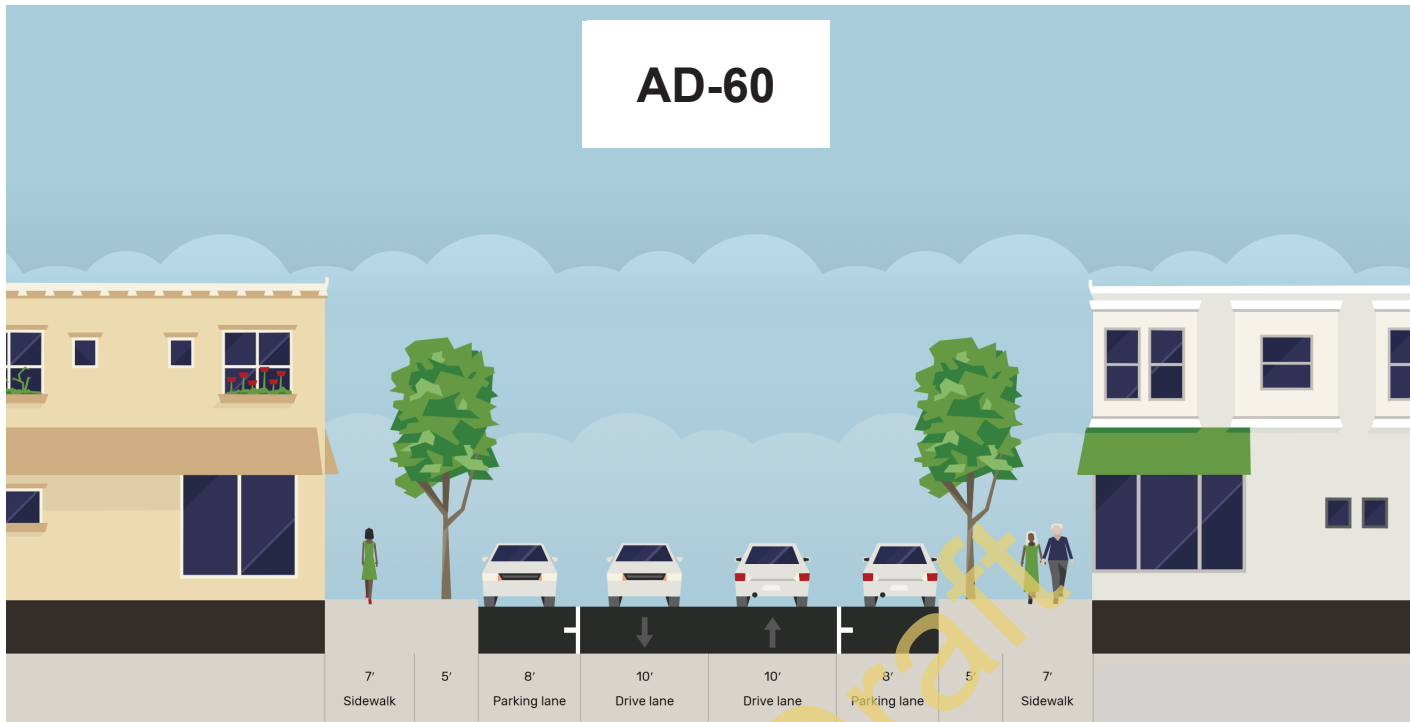 AD-60
7′ 5′ 8′ 10′ 10′ 8′ 5′ 7′
Sidewalk Parking lane Drive lane Drive lane Parking lane Sidewalk
Draft